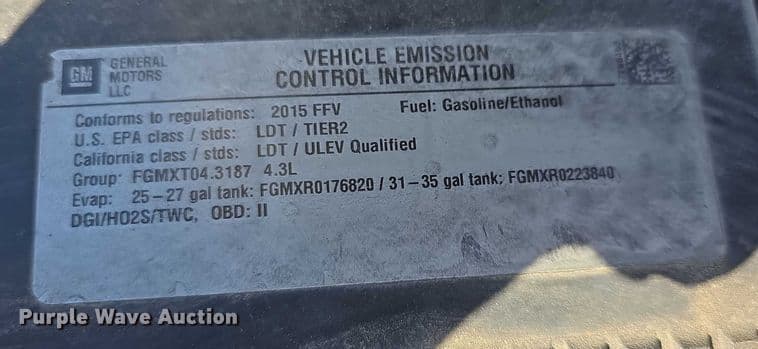 GM
GENERAL
MOTORS
LLC
VEHICLE EMISSION
CONTROL INFORMATION
Conforms to regulations: 2015 FFV Fuel: Gasoline/Ethanol
U.S. EPA class / stds: LDT / TIER2
California class / stds: LDT / ULEV Qualified
Group: FGMXT04.3187 4.3L
Evap: 25-27 gal tank: FGMXR0176820 / 31-35 gal tank: FGMXR0223840
DGI/HO2S/TWC, OBD: II
Purple Wave Auction